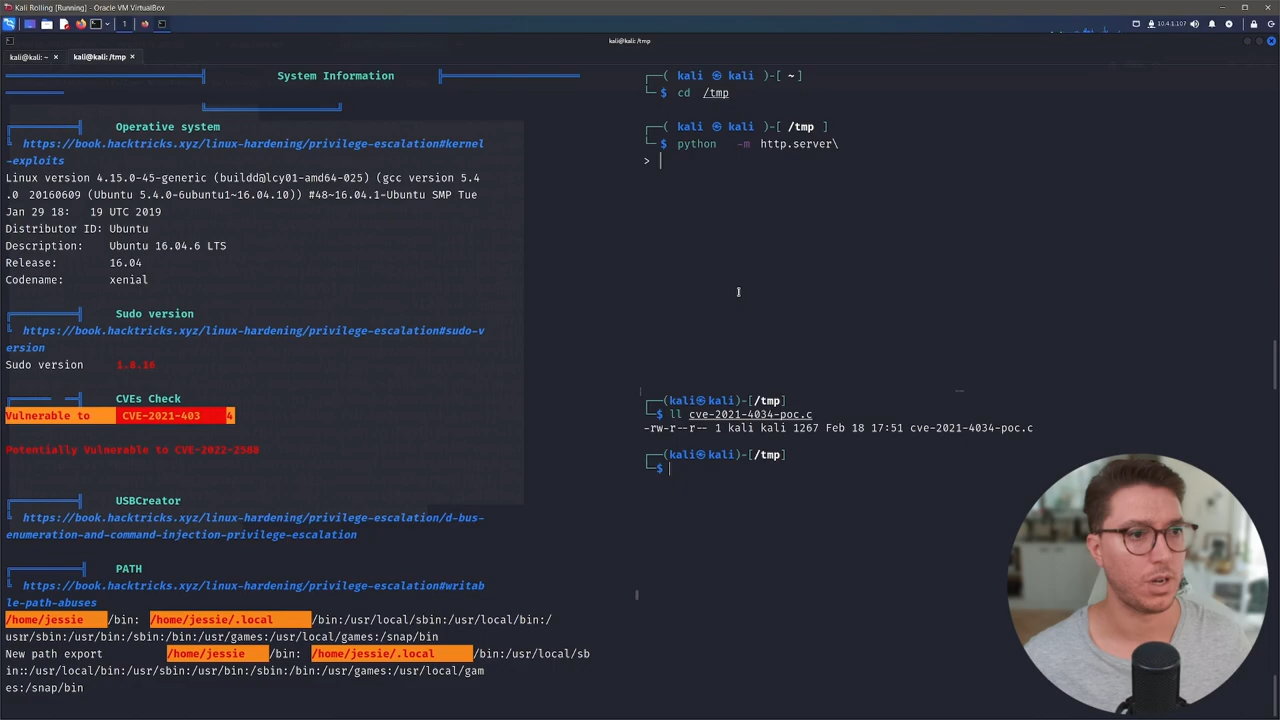 Kali Rolling [Running] - Oracle VM VirtualBox
1
10.4.1.107
kali@kali: /tmp
kali@kali: ~ × kali@kali: /tmp ×
System Information
Operative system
https://book.hacktricks.xyz/linux-hardening/privilege-escalation#kernel
-exploits
Linux version 4.15.0-45-generic (buildd@lcy01-amd64-025) (gcc version 5.4
.0 20160609 (Ubuntu 5.4.0-6ubuntu1~16.04.10)) #48~16.04.1-Ubuntu SMP Tue
Jan 29 18: 19 UTC 2019
Distributor ID: Ubuntu
Description: Ubuntu 16.04.6 LTS
Release: 16.04
Codename: xenial
Sudo version
https://book.hacktricks.xyz/linux-hardening/privilege-escalation#sudo-v
ersion
Sudo version 1.8.16
CVEs Check
Vulnerable to CVE-2021-403 4
Potentially Vulnerable to CVE-2022-2588
USBCreator
https://book.hacktricks.xyz/linux-hardening/privilege-escalation/d-bus-
enumeration-and-command-injection-privilege-escalation
PATH
https://book.hacktricks.xyz/linux-hardening/privilege-escalation#writab
le-path-abuses
/home/jessie /bin: /home/jessie/.local /bin:/usr/local/sbin:/usr/local/bin:/
usr/sbin:/usr/bin:/sbin:/bin:/usr/games:/usr/local/games:/snap/bin
New path export /home/jessie /bin: /home/jessie/.local /bin:/usr/local/sb
in::/usr/local/bin:/usr/sbin:/usr/bin:/sbin:/bin:/usr/games:/usr/local/gam
es:/snap/bin
( kali ㉿ kali )-[ ~ ]
$ cd /tmp
( kali ㉿ kali )-[ /tmp ]
$ python -m http.server\
>
(kali㉿kali)-[/tmp]
$ ll cve-2021-4034-poc.c
-rw-r--r-- 1 kali kali 1267 Feb 18 17:51 cve-2021-4034-poc.c
(kali㉿kali)-[/tmp]
$